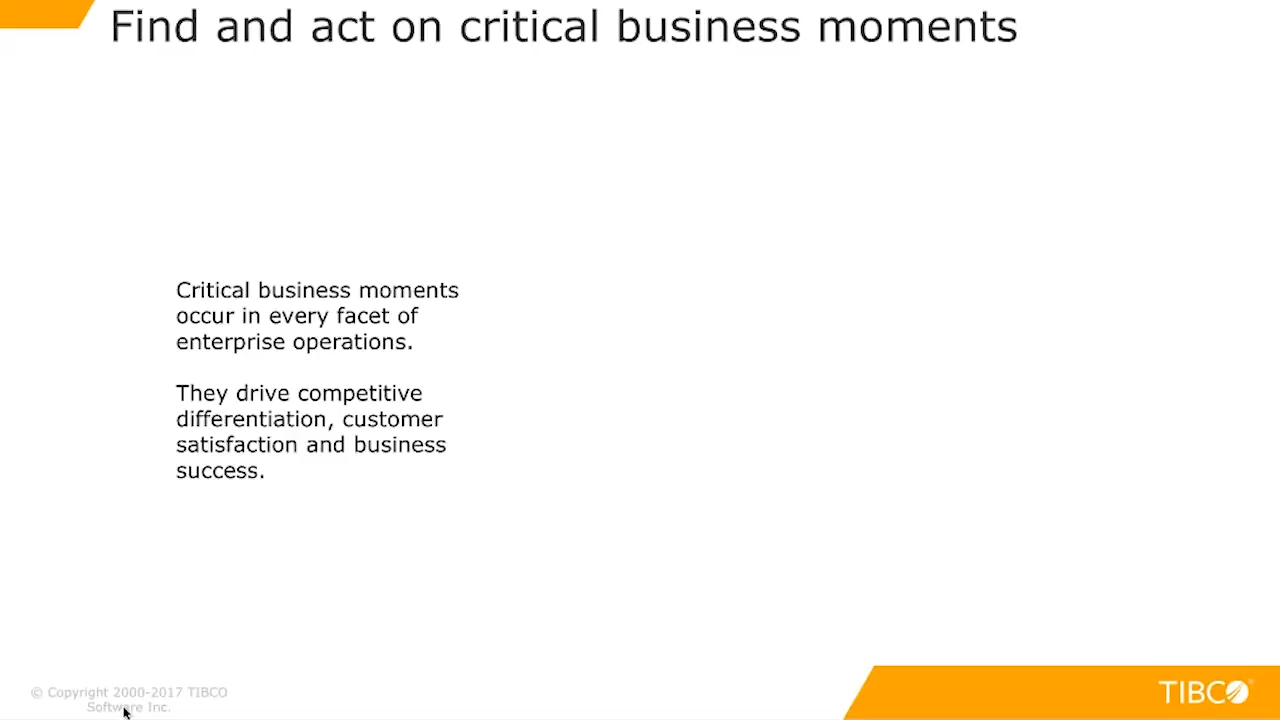 Find and act on critical business moments
Critical business moments
occur in every facet of
enterprise operations.
They drive competitive
differentiation, customer
satisfaction and business
success.
© Copyright 2000-2017 TIBCO
Software Inc.
TIBCO